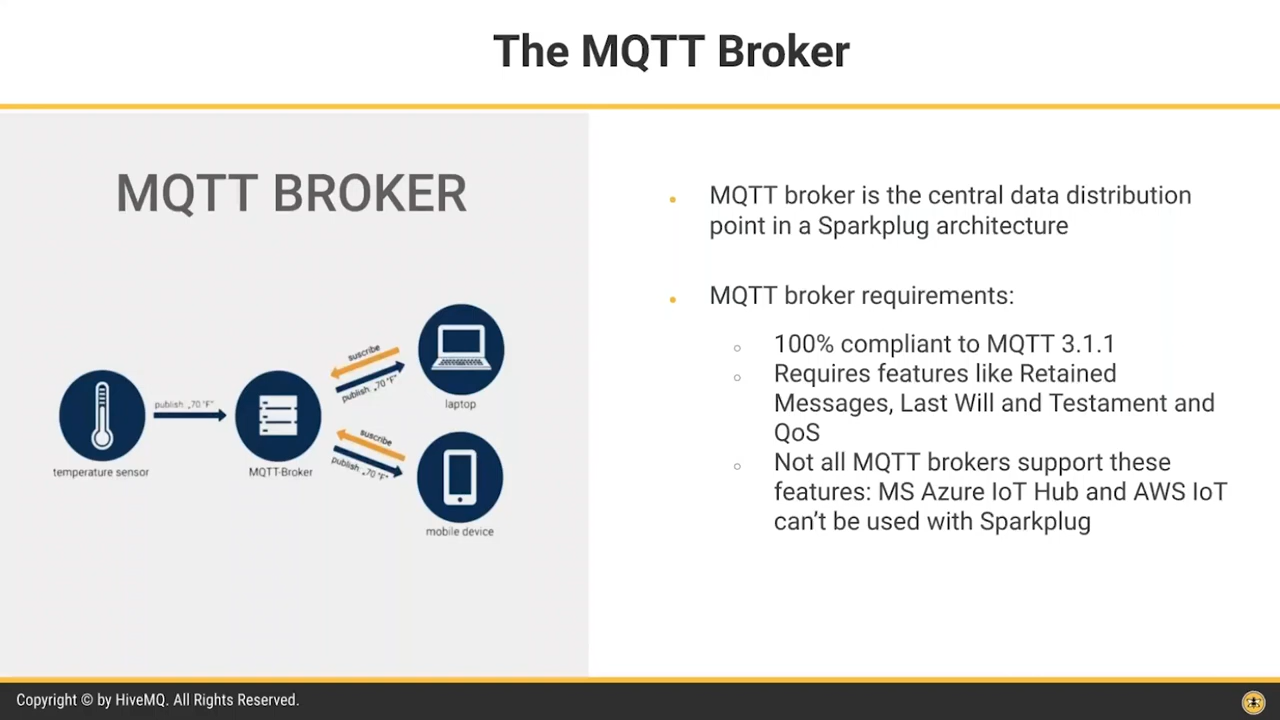 The MQTT Broker
MQTT BROKER
suscribe
publish: „70 °F"
laptop
publish: „70 °F"
temperature sensor
MQTT-Broker
suscribe
publish: „70 °F"
mobile device
MQTT broker is the central data distribution
point in a Sparkplug architecture
MQTT broker requirements:
100% compliant to MQTT 3.1.1
Requires features like Retained
Messages, Last Will and Testament and
QoS
Not all MQTT brokers support these
features: MS Azure IoT Hub and AWS IoT
can’t be used with Sparkplug
Copyright © by HiveMQ. All Rights Reserved.